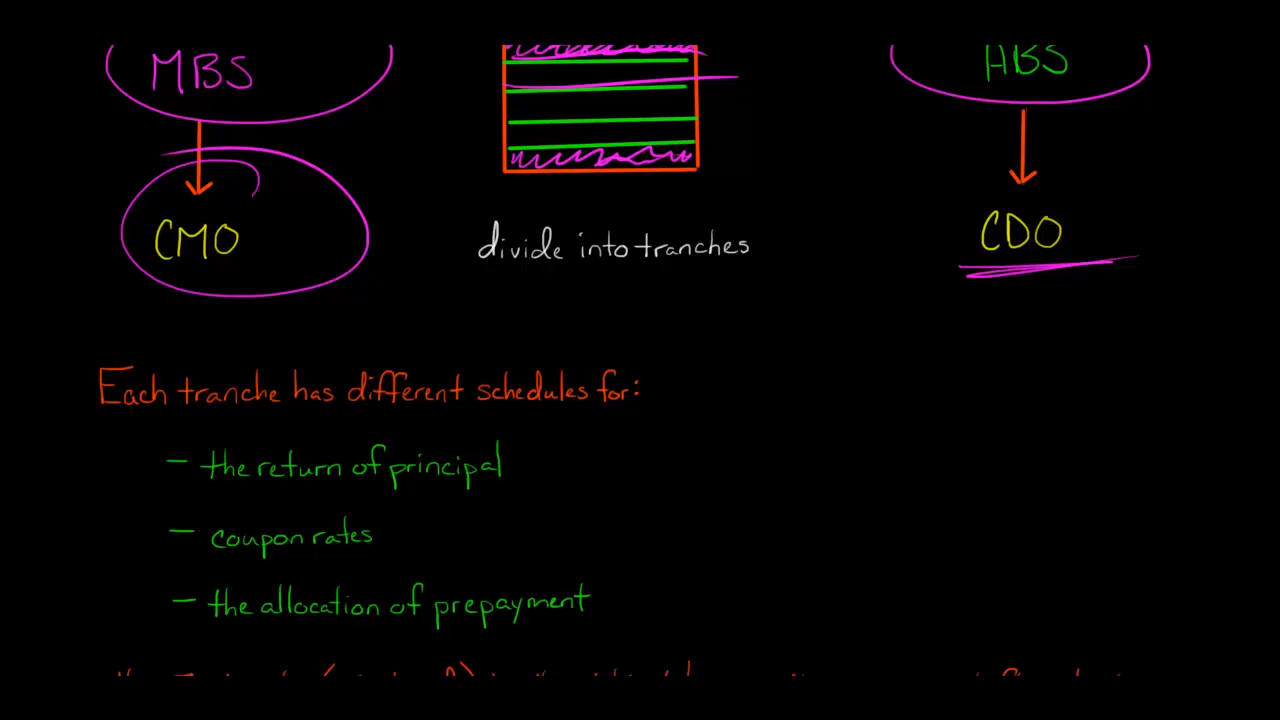 MBS
ABS
CMO
divide into tranches
CDO
Each tranche has different schedules for:
- the return of principal
- coupon rates
- the allocation of prepayment